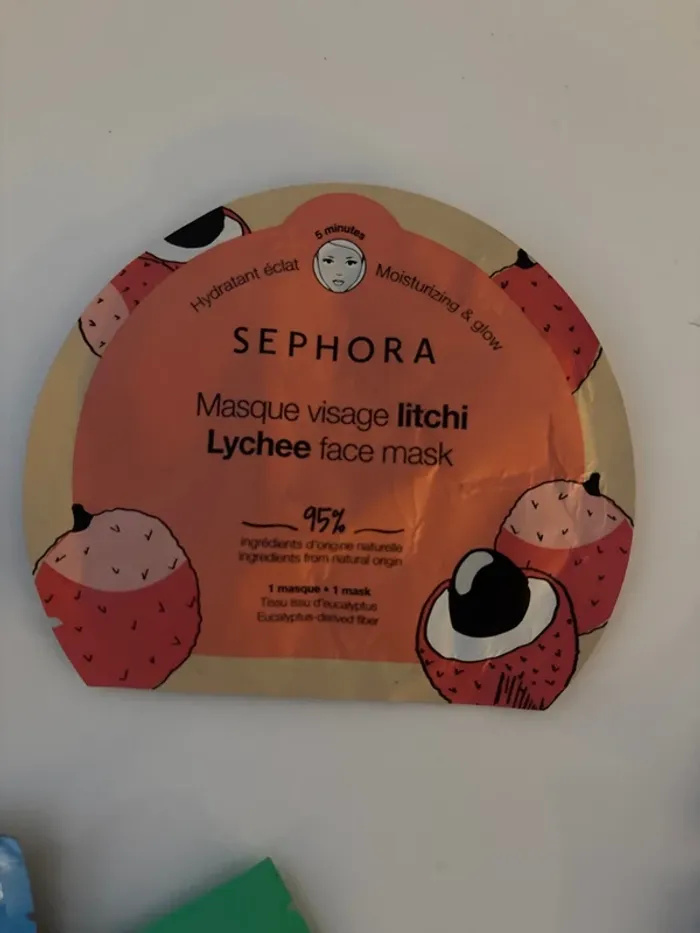 5 minutes
Hydratant éclat
Moisturizing & glow
SEPHORA
Masque visage litchi
Lychee face mask
95%
ingrédients d'origine naturelle
Ingredients from natural origin
1 masque • 1 mask
Tissu issu d'eucalyptus
Eucalyptus-derived fiber